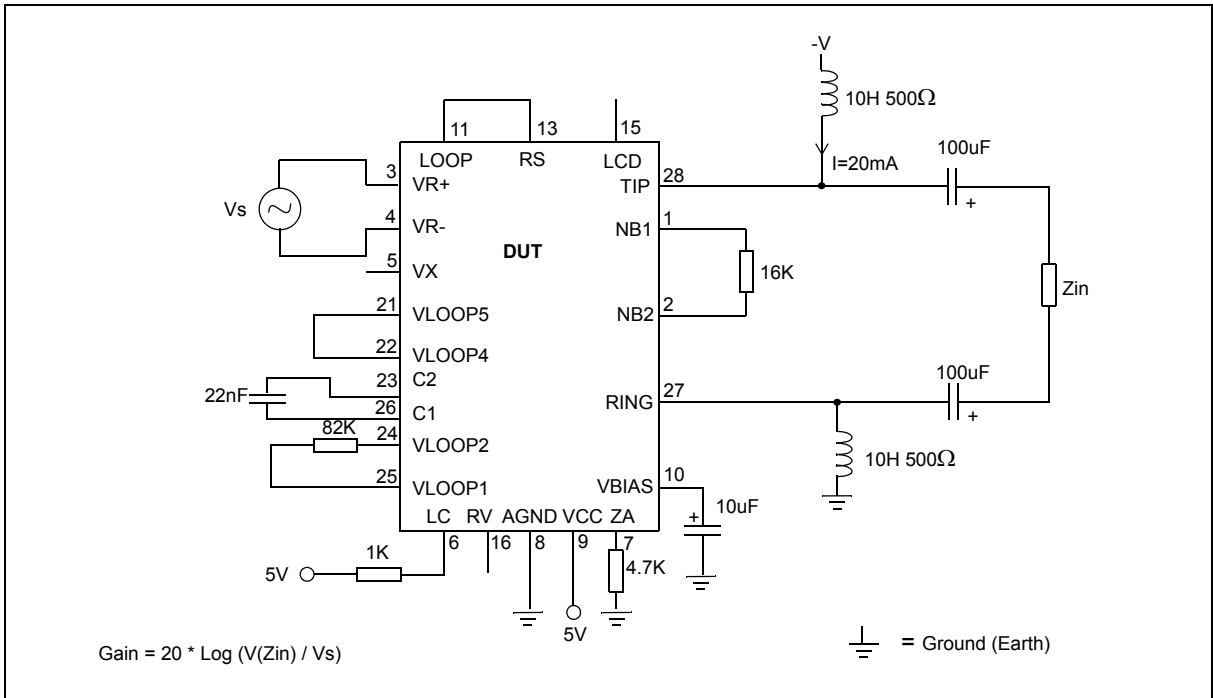 -V
10H 500Ω
11
13
15
LOOP
RS
LCD
I=20mA
100uF
3
VR+
TIP
28
+
Vs
4
VR-
NB1
1
DUT
5
VX
16K
Zin
21
VLOOP5
NB2
2
22
VLOOP4
23
C2
100uF
22nF
26
C1
RING
27
+
82K
24
VLOOP2
10H 500Ω
25
VLOOP1
VBIAS
10
LC
RV
AGND
VCC
ZA
+
10uF
6
16
8
9
7
1K
5V
4.7K
5V
Gain = 20 * Log (V(Zin) / Vs)
= Ground (Earth)